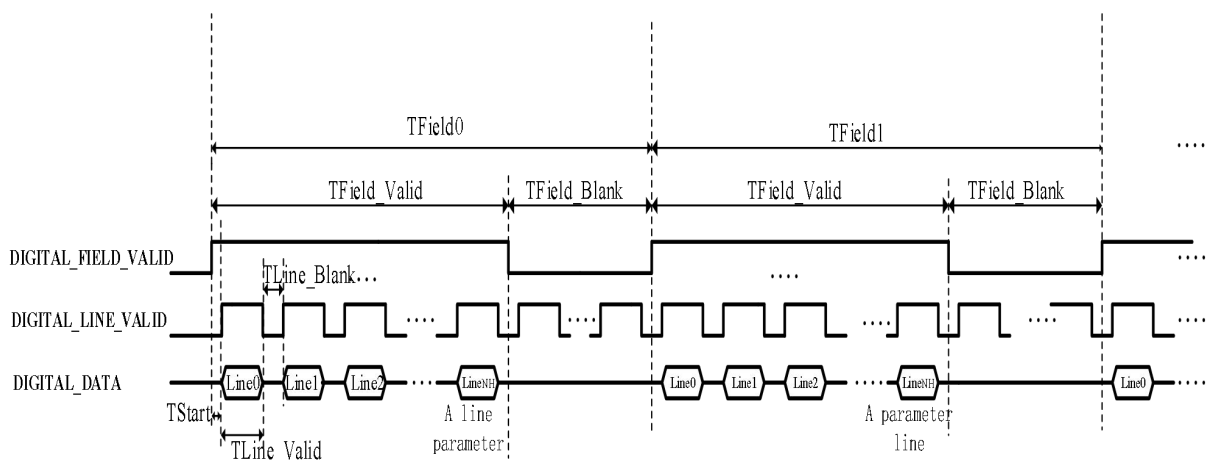 TField0
TField1
····
TField_Valid
TField_Blank
TField_Valid
TField_Blank
DIGITAL_FIELD_VALID
TLine_Blank
···
····
····
DIGITAL_LINE_VALID
····
····
····
····
····
DIGITAL_DATA
Line0
Line1
Line2
····
LineNH
Line0
Line1
Line2
····
LineNH
Line0
····
TStart
A line
parameter
A parameter
line
TLine_Valid